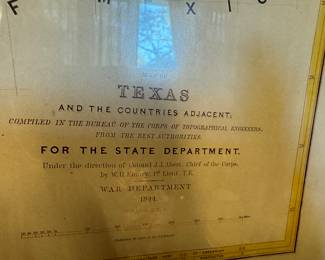 F M X I C
MAP OF
TEXAS
AND THE COUNTRIES ADJACENT:
COMPILED IN THE BUREAU OF THE CORPS OF TOPOGRAPHICAL ENGINEERS;
FROM THE BEST AUTHORITIES.
FOR THE STATE DEPARTMENT,
Under the direction of Colonel J.J. Abert, Chief of the Corps,
by W.H. Emory, 1st Lieut. T.E.
WAR DEPARTMENT
1844.